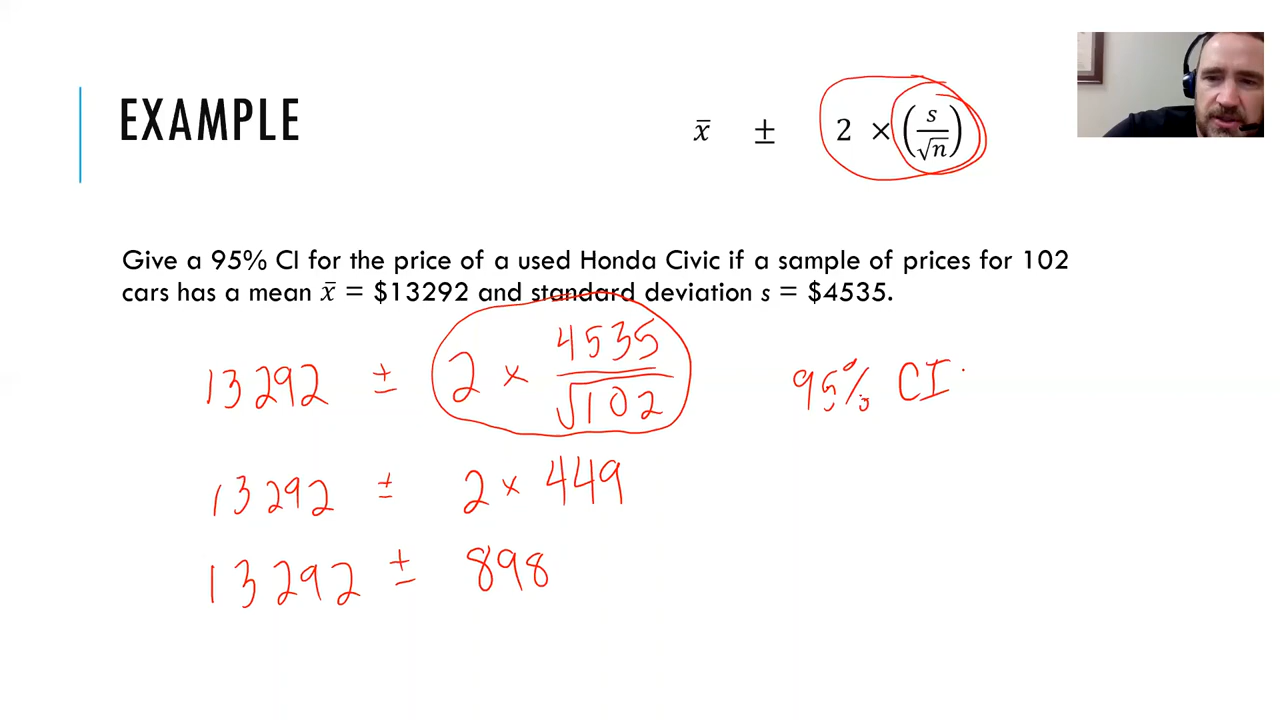 EXAMPLE
x̄ ± 2 × (s/√n)
Give a 95% CI for the price of a used Honda Civic if a sample of prices for 102
cars has a mean x̄ = $13292 and standard deviation s = $4535.
13292 ± 2 × 4535/√102
95% CI
13292 ± 2 × 449
13292 ± 898